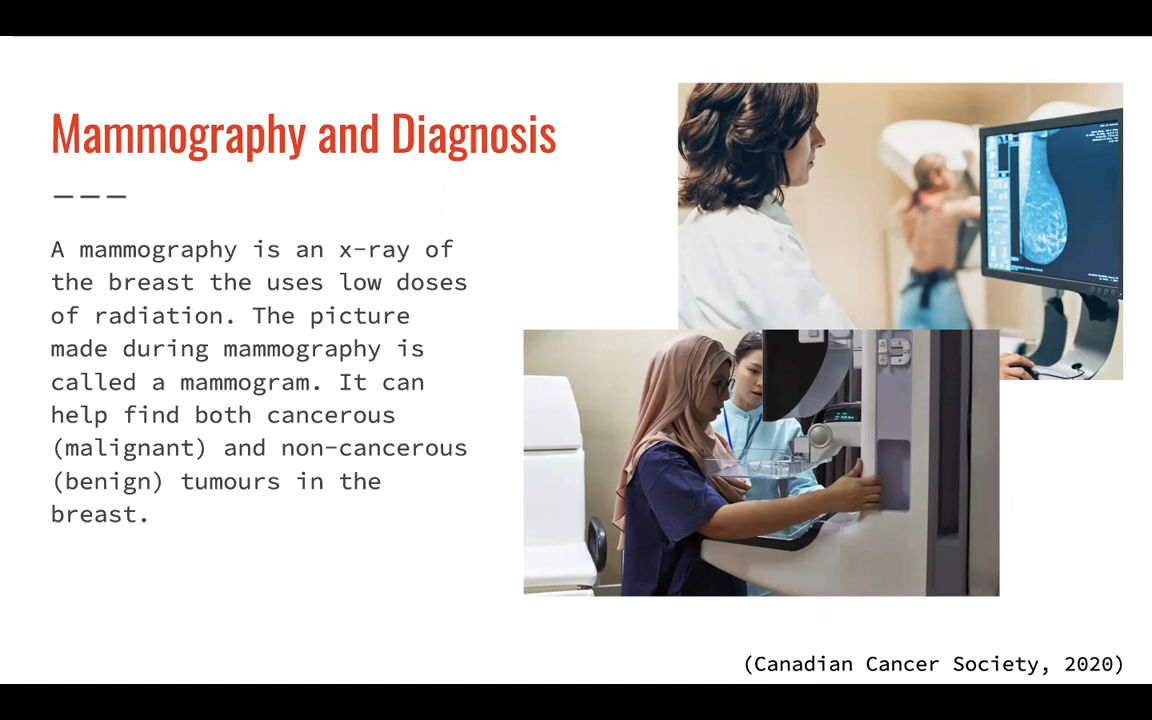 Mammography and Diagnosis
A mammography is an x-ray of
the breast the uses low doses
of radiation. The picture
made during mammography is
called a mammogram. It can
help find both cancerous
(malignant) and non-cancerous
(benign) tumours in the
breast.
(Canadian Cancer Society, 2020)